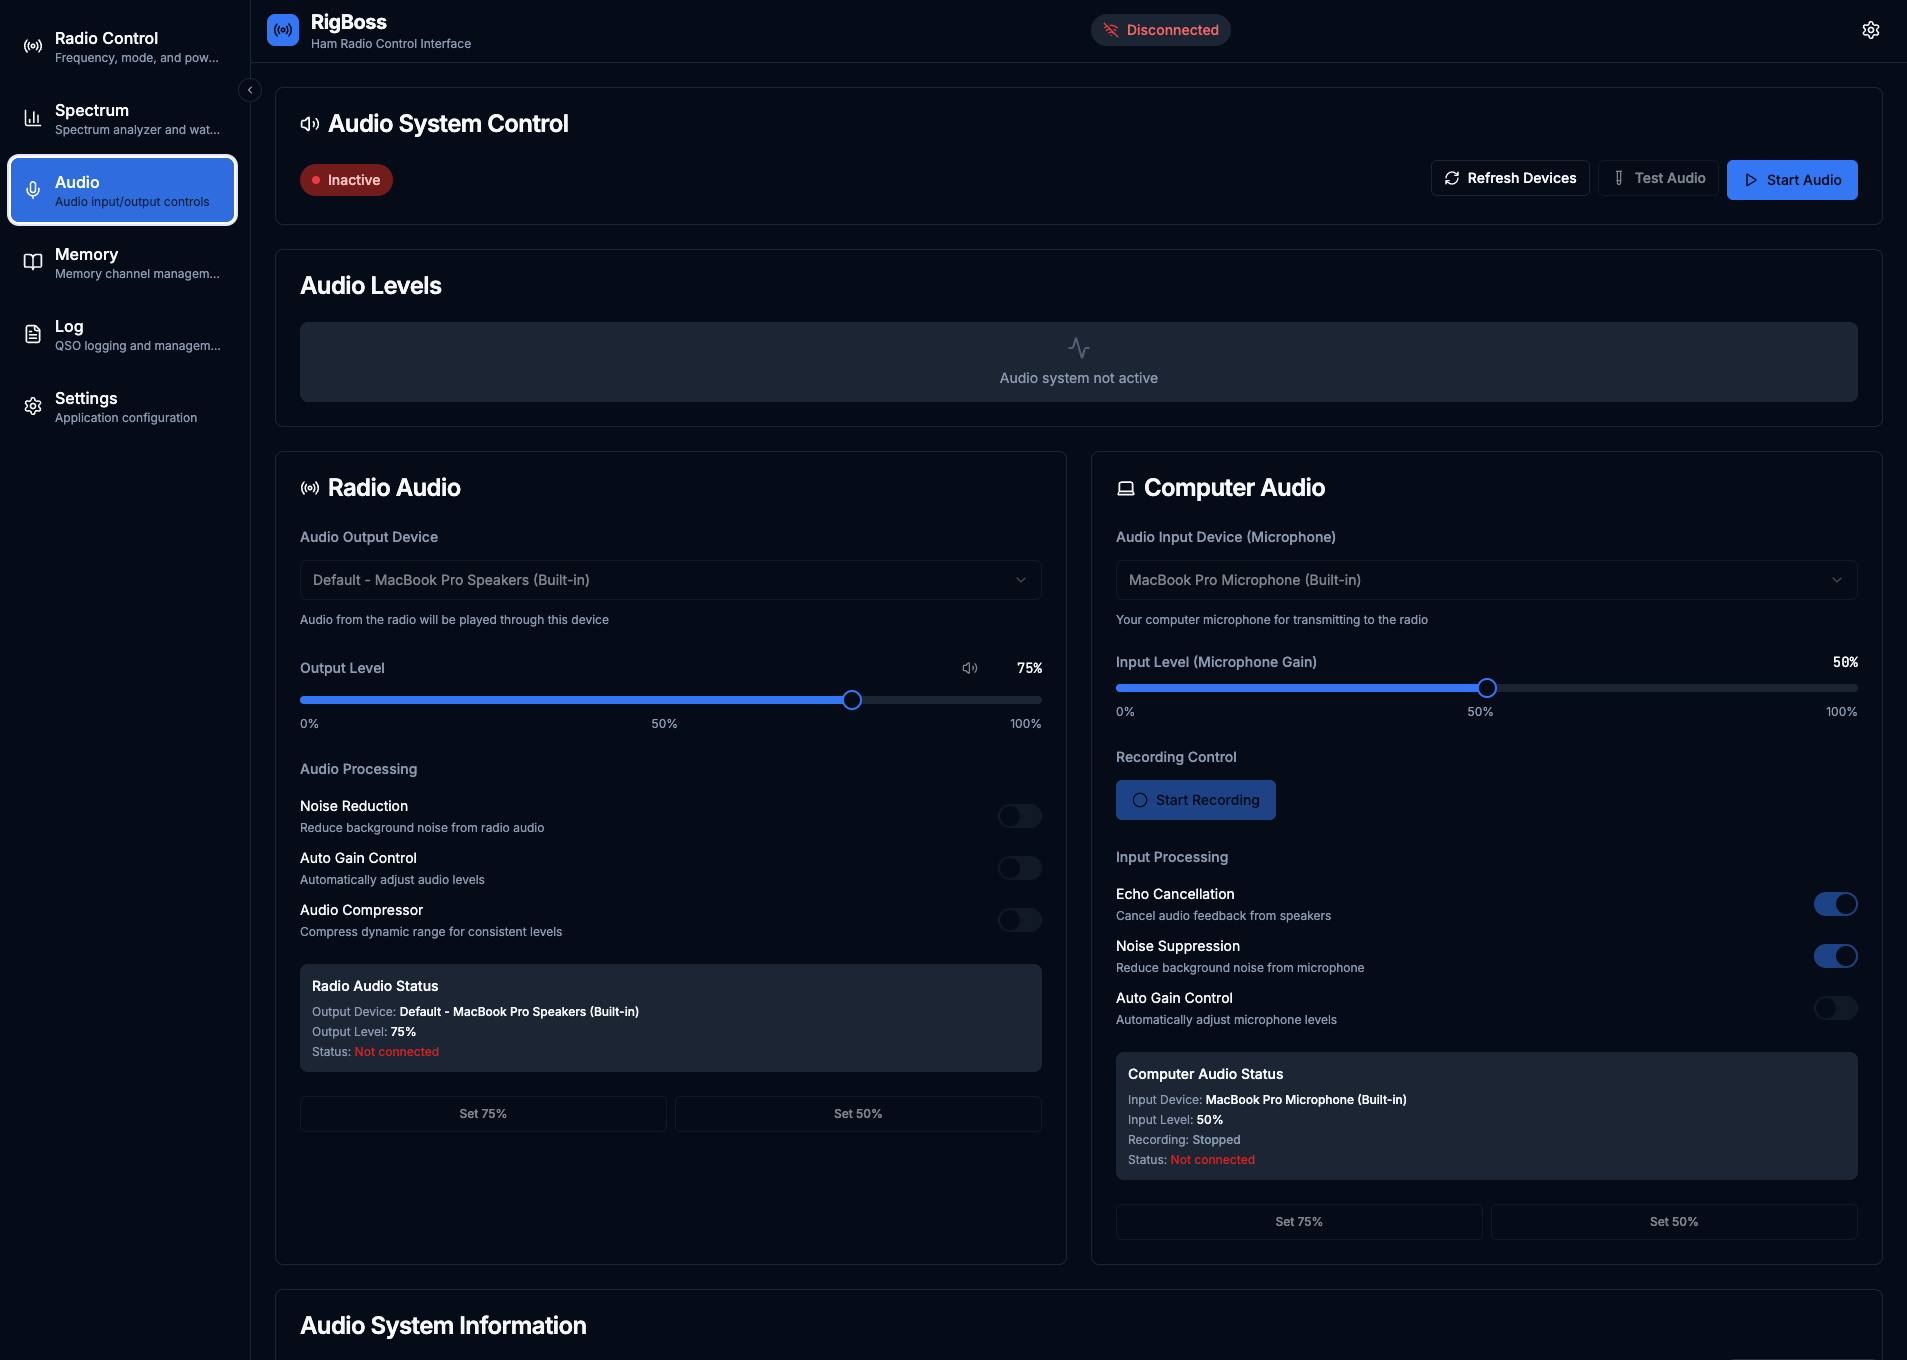 Radio Control
Frequency, mode, and pow...
Spectrum
Spectrum analyzer and wat...
Audio
Audio input/output controls
Memory
Memory channel managem...
Log
QSO logging and managem...
Settings
Application configuration
RigBoss
Ham Radio Control Interface
Disconnected
Audio System Control
Inactive
Refresh Devices
Test Audio
Start Audio
Audio Levels
Audio system not active
Radio Audio
Audio Output Device
Default - MacBook Pro Speakers (Built-in)
Audio from the radio will be played through this device
Output Level
75%
0%
50%
100%
Audio Processing
Noise Reduction
Reduce background noise from radio audio
Auto Gain Control
Automatically adjust audio levels
Audio Compressor
Compress dynamic range for consistent levels
Radio Audio Status
Output Device: Default - MacBook Pro Speakers (Built-in)
Output Level: 75%
Status: Not connected
Set 75%
Set 50%
Computer Audio
Audio Input Device (Microphone)
MacBook Pro Microphone (Built-in)
Your computer microphone for transmitting to the radio
Input Level (Microphone Gain)
50%
0%
50%
100%
Recording Control
Start Recording
Input Processing
Echo Cancellation
Cancel audio feedback from speakers
Noise Suppression
Reduce background noise from microphone
Auto Gain Control
Automatically adjust microphone levels
Computer Audio Status
Input Device: MacBook Pro Microphone (Built-in)
Input Level: 50%
Recording: Stopped
Status: Not connected
Set 75%
Set 50%
Audio System Information